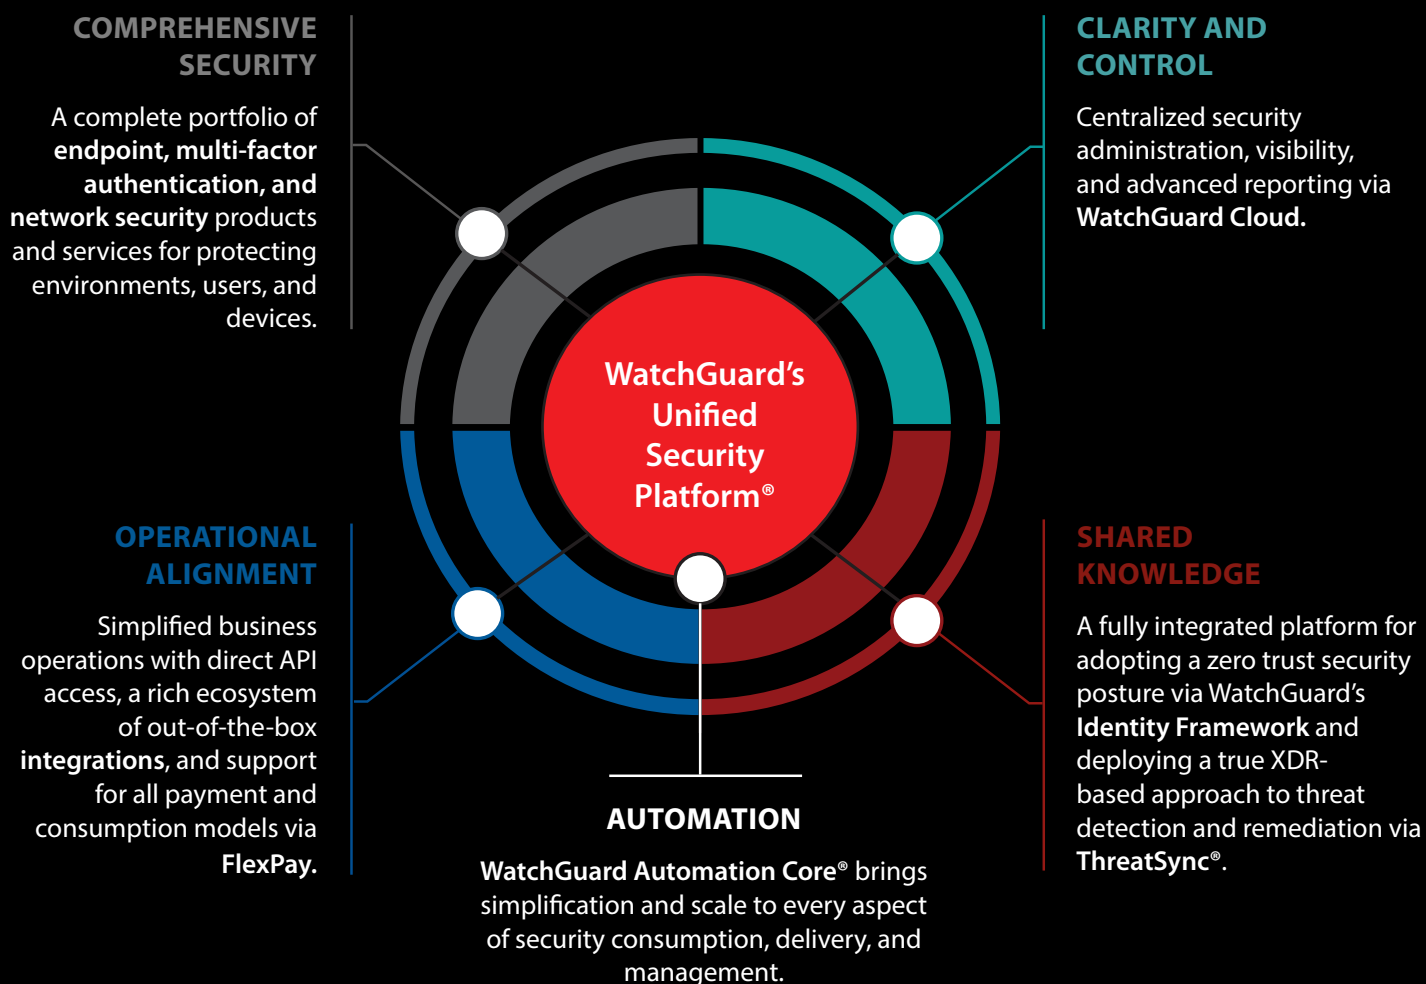 COMPREHENSIVE
SECURITY
A complete portfolio of
endpoint, multi-factor
authentication, and
network security products
and services for protecting
environments, users, and
devices.
CLARITY AND
CONTROL
Centralized security
administration, visibility,
and advanced reporting via
WatchGuard Cloud.
WatchGuard’s
Unified
Security
Platform®
OPERATIONAL
ALIGNMENT
Simplified business
operations with direct API
access, a rich ecosystem
of out-of-the-box
integrations, and support
for all payment and
consumption models via
FlexPay.
SHARED
KNOWLEDGE
A fully integrated platform for
adopting a zero trust security
posture via WatchGuard’s
Identity Framework and
deploying a true XDR-
based approach to threat
detection and remediation via
ThreatSync®.
AUTOMATION
WatchGuard Automation Core® brings
simplification and scale to every aspect
of security consumption, delivery, and
management.